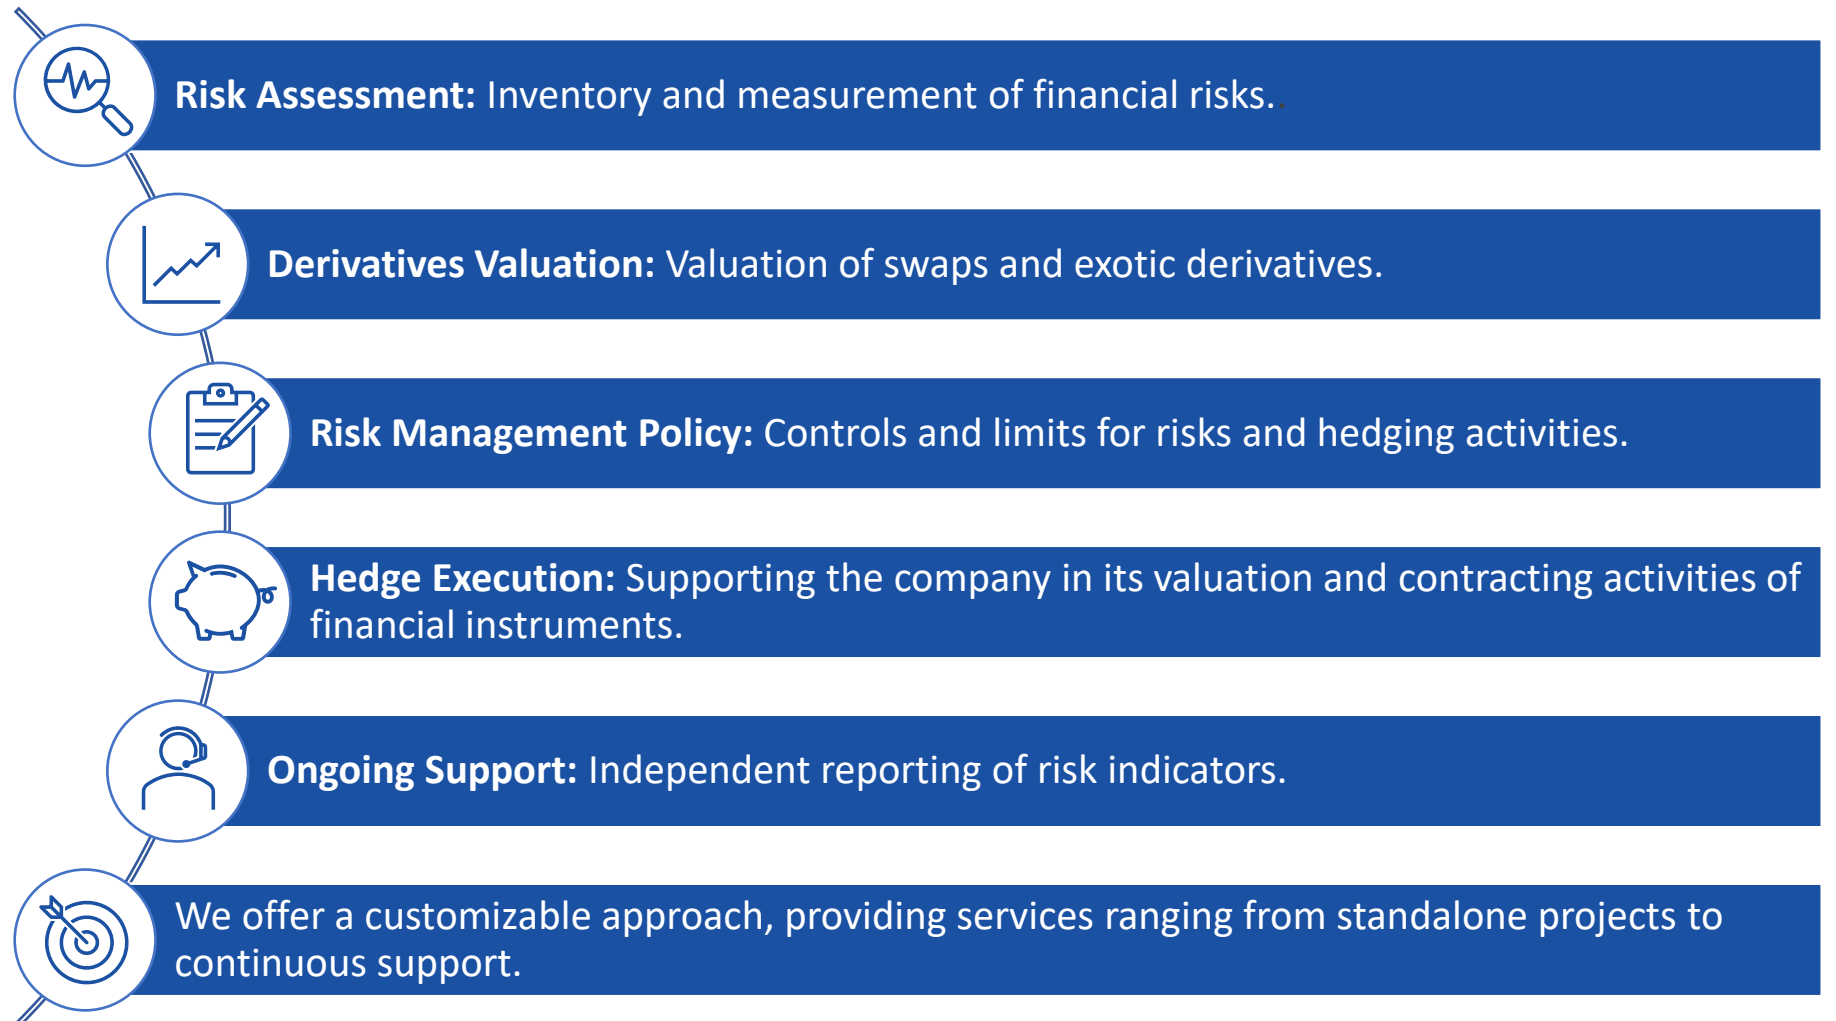 Risk Assessment: Inventory and measurement of financial risks..
Derivatives Valuation: Valuation of swaps and exotic derivatives.
Risk Management Policy: Controls and limits for risks and hedging activities.
Hedge Execution: Supporting the company in its valuation and contracting activities of
financial instruments.
Ongoing Support: Independent reporting of risk indicators.
We offer a customizable approach, providing services ranging from standalone projects to
continuous support.